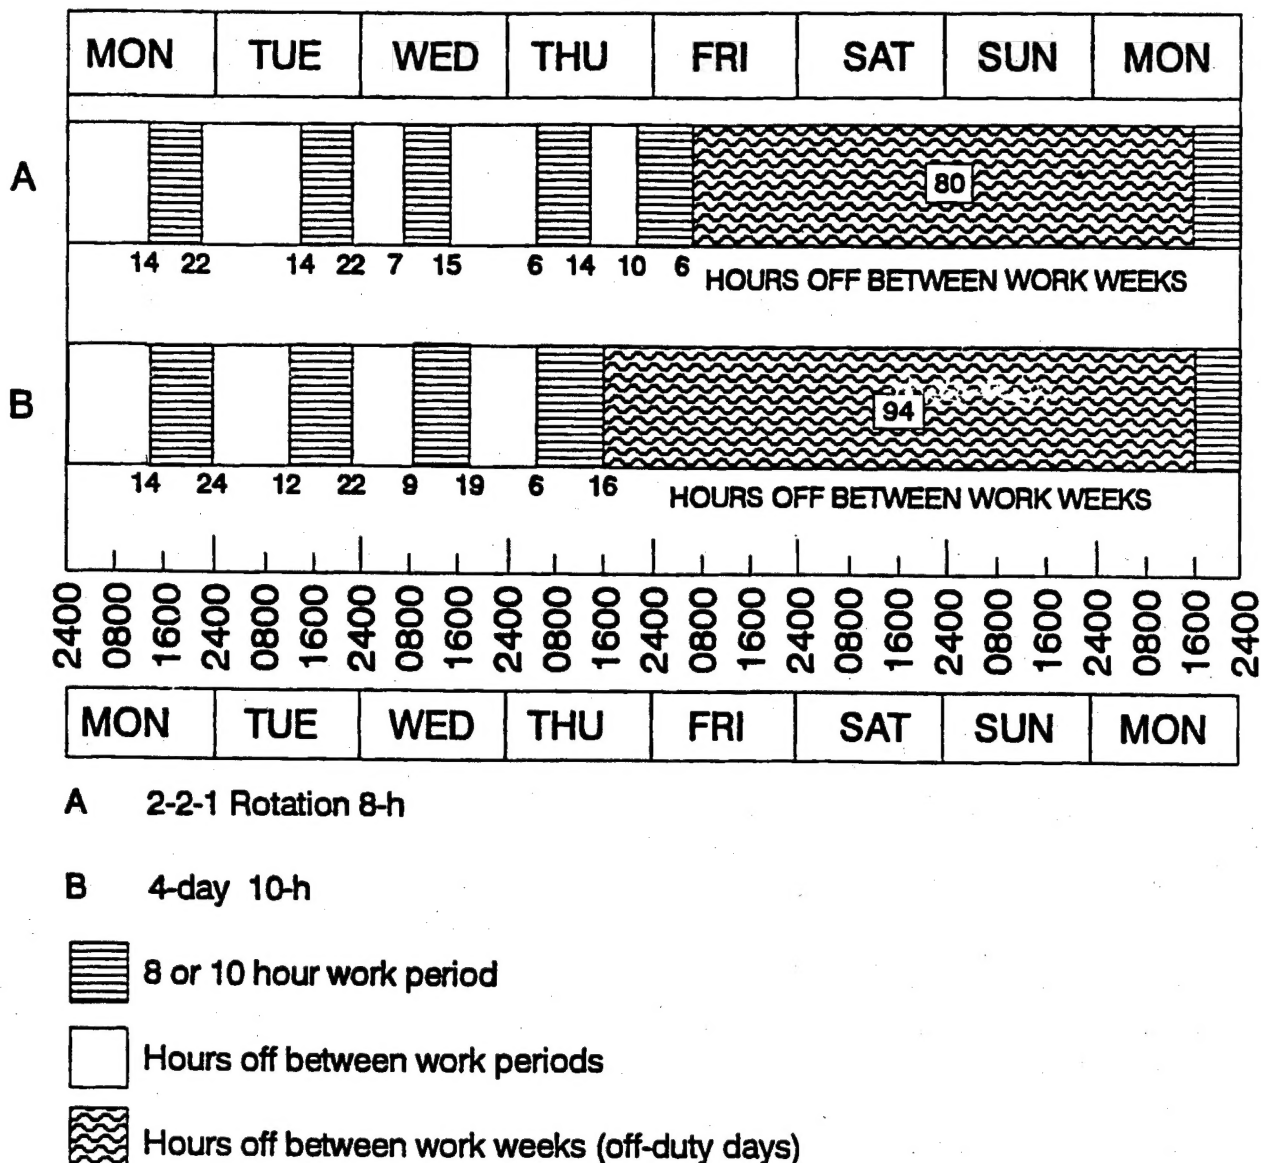 MON TUE WED THU FRI SAT SUN MON
A
80
14 22 14 22 7 15 6 14 10 6
HOURS OFF BETWEEN WORK WEEKS
B
94
14 24 12 22 9 19 6 16
HOURS OFF BETWEEN WORK WEEKS
2400 0800 1600 2400 0800 1600 2400 0800 1600 2400 0800 1600 2400 0800 1600 2400 0800 1600 2400 0800 1600 2400 0800 1600 2400
MON TUE WED THU FRI SAT SUN MON
A 2-2-1 Rotation 8-h
B 4-day 10-h
8 or 10 hour work period
Hours off between work periods
Hours off between work weeks (off-duty days)